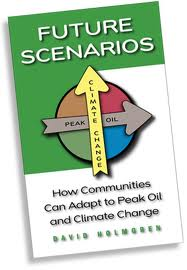 FUTURE
SCENARIOS
CLIMATE CHANGE
PEAK OIL
How Communities
Can Adapt to Peak Oil
and Climate Change
DAVID HOLMGREN